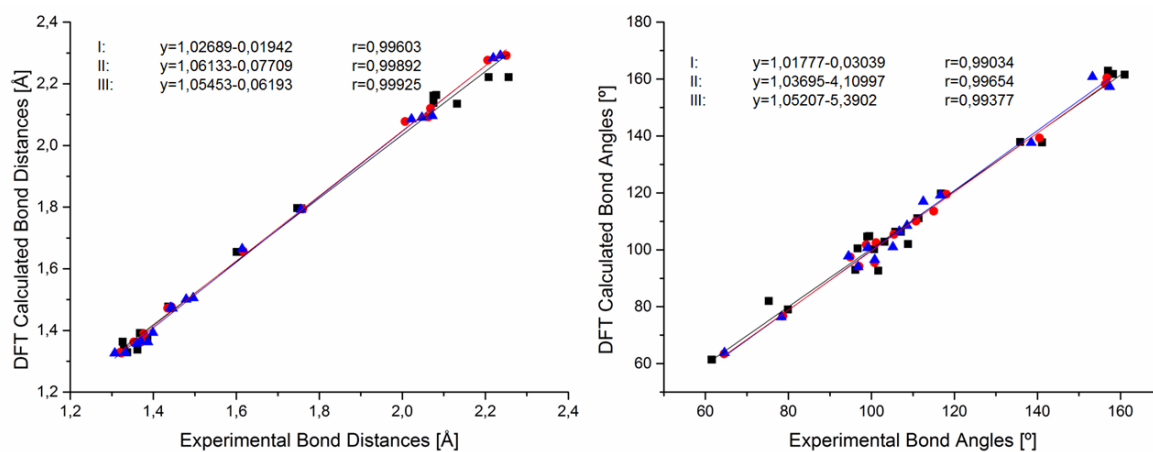 2,4
I: y=1,02689-0,01942 r=0,99603
II: y=1,06133-0,07709 r=0,99892
III: y=1,05453-0,06193 r=0,99925
2,2
2,0
1,8
1,6
1,4
1,2
DFT Calculated Bond Distances [Å]
1,2 1,4 1,6 1,8 2,0 2,2 2,4
Experimental Bond Distances [Å]
I: y=1,01777-0,03039 r=0,99034
II: y=1,03695-4,10997 r=0,99654
III: y=1,05207-5,3902 r=0,99377
160
140
120
100
80
60
DFT Calculated Bond Angles [º]
60 80 100 120 140 160
Experimental Bond Angles [º]